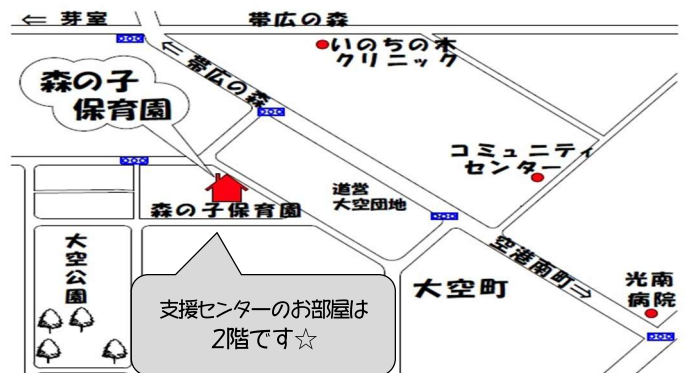 ⇐ 芽室
帯広の森
いのちの木
クリニック
⇐ 帯広の森
森の子
保育園
コミュニティ
センター
道営
大空団地
森の子保育園
大空公園
空港南町⇒
大空町
光南
病院
支援センターのお部屋は
2階です☆